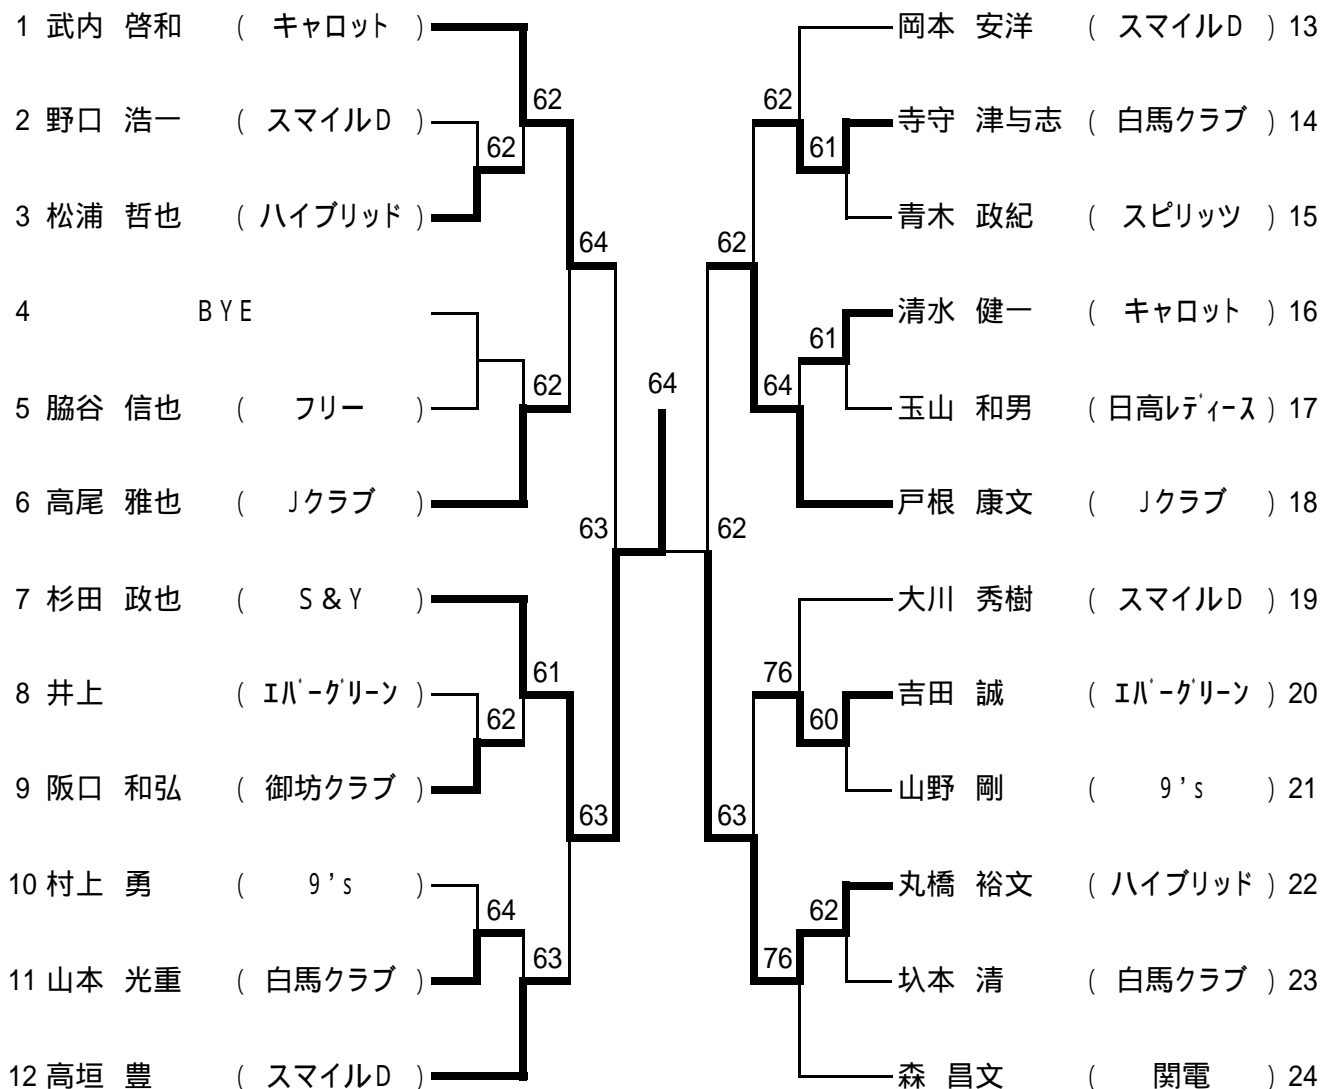 1 武内 啓和 ( キャロット )
62
2 野口 浩一 ( スマイルD )
62
3 松浦 哲也 ( ハイブリッド )
64
4 BYE
62
5 脇谷 信也 ( フリー )
6 高尾 雅也 ( Jクラブ )
63
7 杉田 政也 ( S&Y )
61
8 井上 ( エバーグリーン )
62
9 阪口 和弘 ( 御坊クラブ )
63
10 村上 勇 ( 9's )
64
11 山本 光重 ( 白馬クラブ )
63
12 高垣 豊 ( スマイルD )
64
岡本 安洋 ( スマイルD ) 13
62
寺守 津与志 ( 白馬クラブ ) 14
61
青木 政紀 ( スピリッツ ) 15
62
清水 健一 ( キャロット ) 16
61
64
玉山 和男 ( 日高レディース ) 17
戸根 康文 ( Jクラブ ) 18
62
大川 秀樹 ( スマイルD ) 19
76
吉田 誠 ( エバーグリーン ) 20
60
山野 剛 ( 9's ) 21
63
丸橋 裕文 ( ハイブリッド ) 22
62
76
圦本 清 ( 白馬クラブ ) 23
森 昌文 ( 関電 ) 24